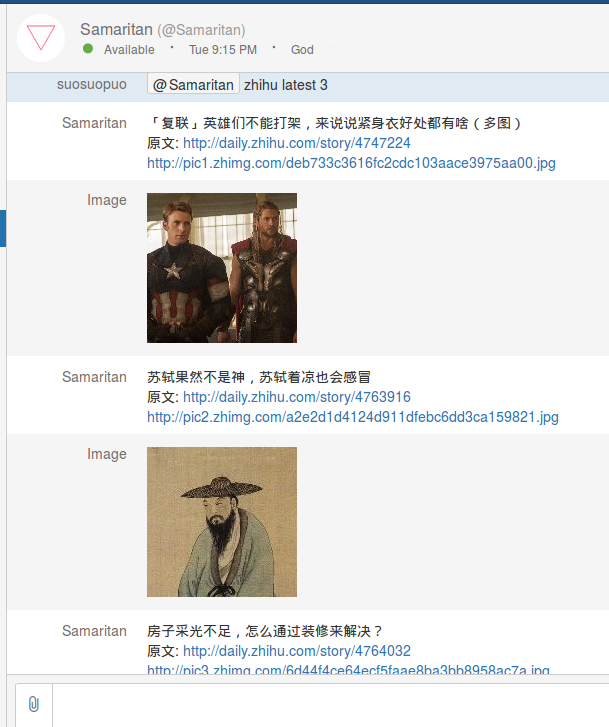 Samaritan (@Samaritan)
Available · Tue 9:15 PM · God
suosuopuo @Samaritan zhihu latest 3
Samaritan 「复联」英雄们不能打架，来说说紧身衣好处都有啥（多图）
原文: http://daily.zhihu.com/story/4747224
http://pic1.zhimg.com/deb733c3616fc2cdc103aace3975aa00.jpg
Image
Samaritan 苏轼果然不是神，苏轼着凉也会感冒
原文: http://daily.zhihu.com/story/4763916
http://pic2.zhimg.com/a2e2d1d4124d911dfebc6dd3ca159821.jpg
Image
Samaritan 房子采光不足，怎么通过装修来解决？
原文: http://daily.zhihu.com/story/4764032
http://pic3.zhimg.com/6d44f4ce64ecf5faae8ba3bb8958ac7a.jpg